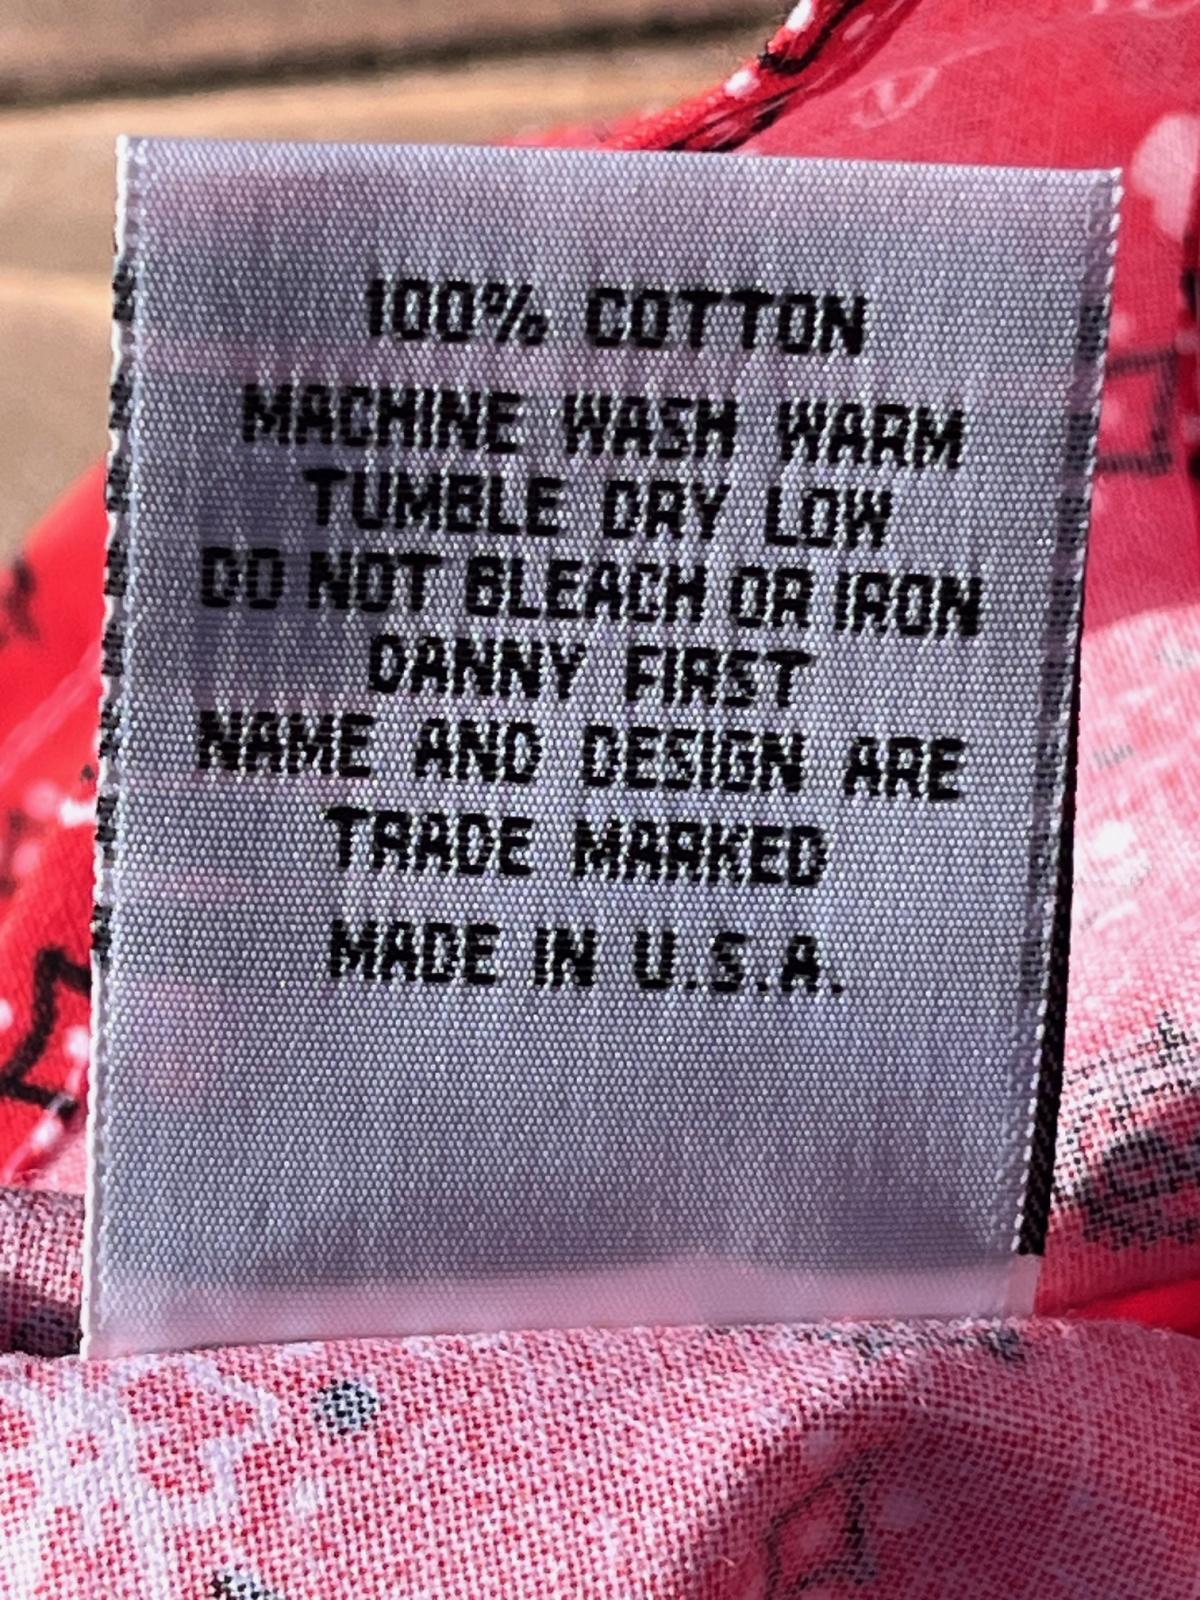 100% COTTON
MACHINE WASH WARM
TUMBLE DRY LOW
DO NOT BLEACH OR IRON
DANNY FIRST
NAME AND DESIGN ARE
TRADE MARKED
MADE IN U.S.A.